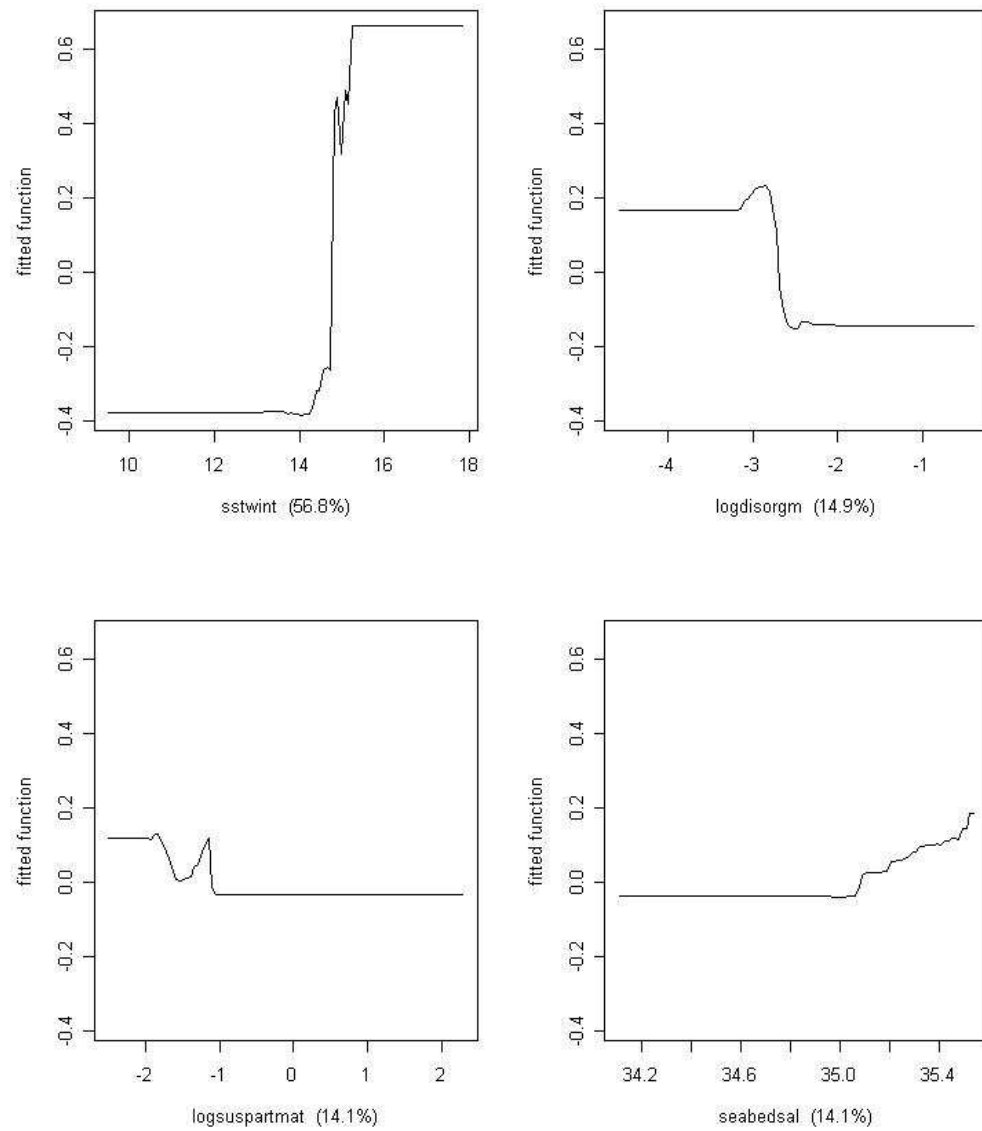 fitted function
0.6
0.4
0.2
0.0
-0.2
-0.4
10 12 14 16 18
sstwint (56.8%)
fitted function
0.6
0.4
0.2
0.0
-0.2
-0.4
-4 -3 -2 -1
logdisorgm (14.9%)
fitted function
0.6
0.4
0.2
0.0
-0.2
-0.4
-2 -1 0 1 2
logsuspartmat (14.1%)
fitted function
0.6
0.4
0.2
0.0
-0.2
-0.4
34.2 34.6 35.0 35.4
seabedsal (14.1%)